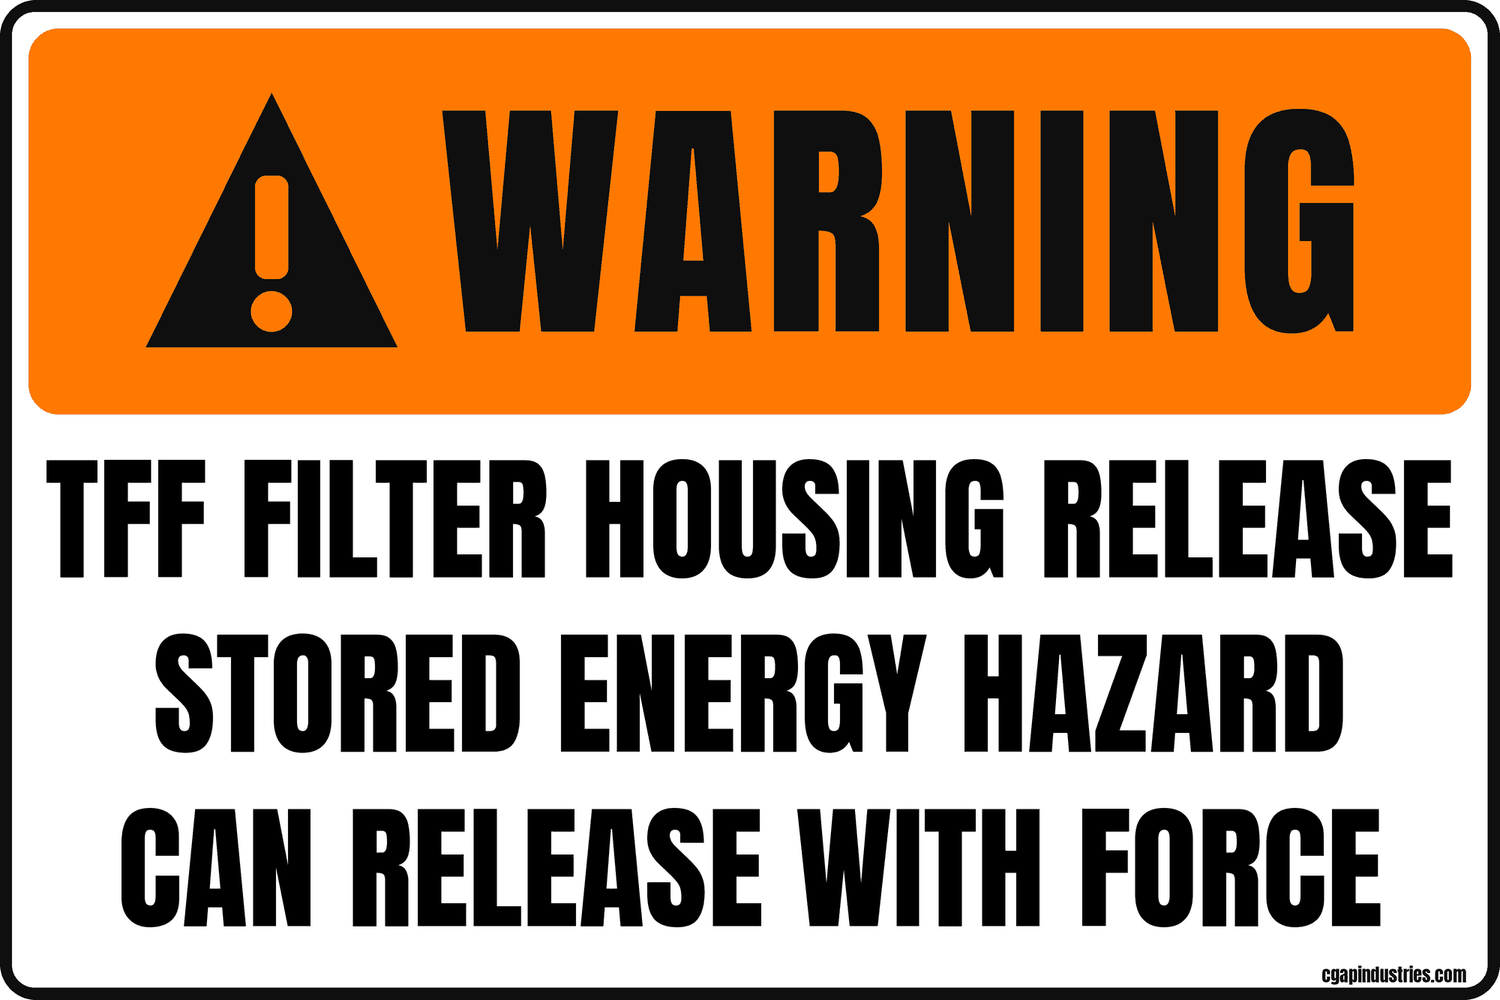 WARNING
TFF FILTER HOUSING RELEASE
STORED ENERGY HAZARD
CAN RELEASE WITH FORCE
cgapindustries.com